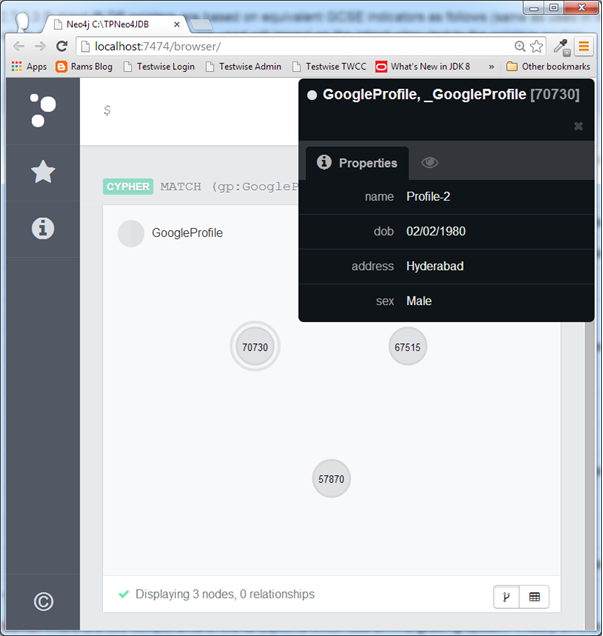 Neo4j C:\TPNeo4JDB
localhost:7474/browser/
Apps Rams Blog Testwise Login Testwise Admin Testwise TWCC What's New in JDK 8 » Other bookmarks
GoogleProfile, _GoogleProfile [70730]
$
Properties
CYPHER MATCH (gp:GoogleP
name Profile-2
GoogleProfile
dob 02/02/1980
address Hyderabad
sex Male
70730 67515
57870
Displaying 3 nodes, 0 relationships
©